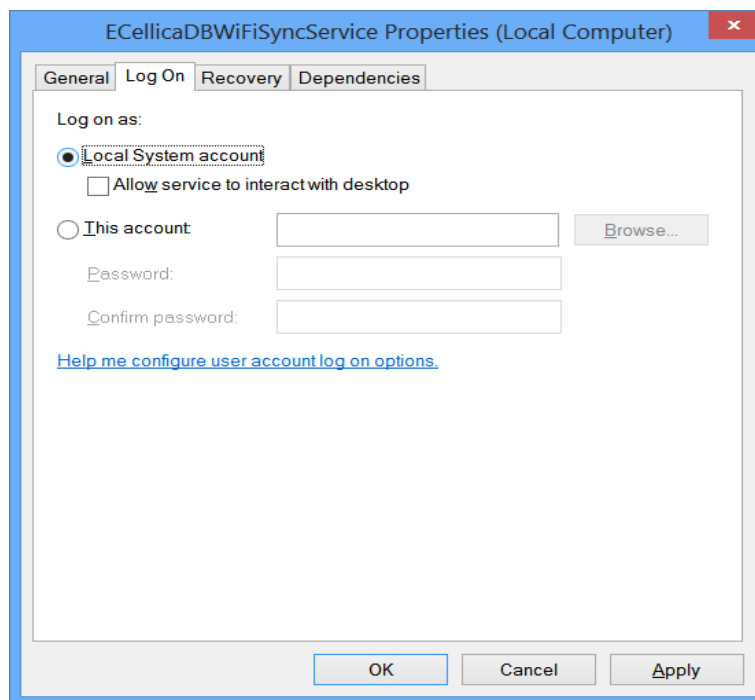 ECellicaDBWiFiSyncService Properties (Local Computer)
x
General Log On Recovery Dependencies
Log on as:
Local System account
Allow service to interact with desktop
This account: Browse...
Password:
Confirm password:
Help me configure user account log on options.
OK Cancel Apply